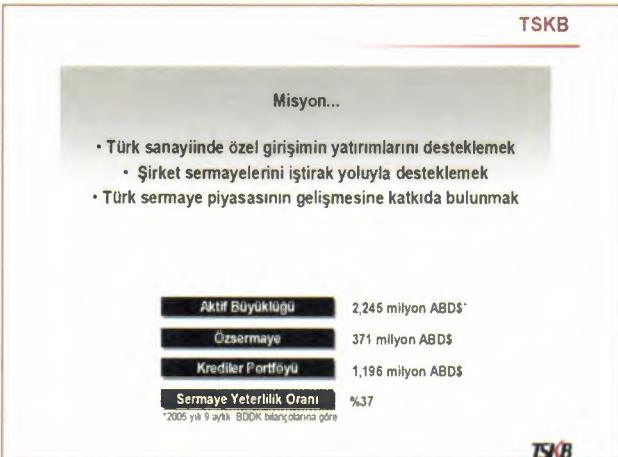 TSKB
Misyon...
• Türk sanayiinde özel girişimin yatırımlarını desteklemek
• Şirket sermayelerini iştirak yoluyla desteklemek
• Türk sermaye piyasasının gelişmesine katkıda bulunmak
Aktif Büyüklüğü 2,245 milyon ABD$*
Özsermaye 371 milyon ABD$
Krediler Portföyü 1,196 milyon ABD$
Sermaye Yeterlilik Oranı %37
*2005 yılı 9 aylık BDDK bilançolarına göre
TSKB